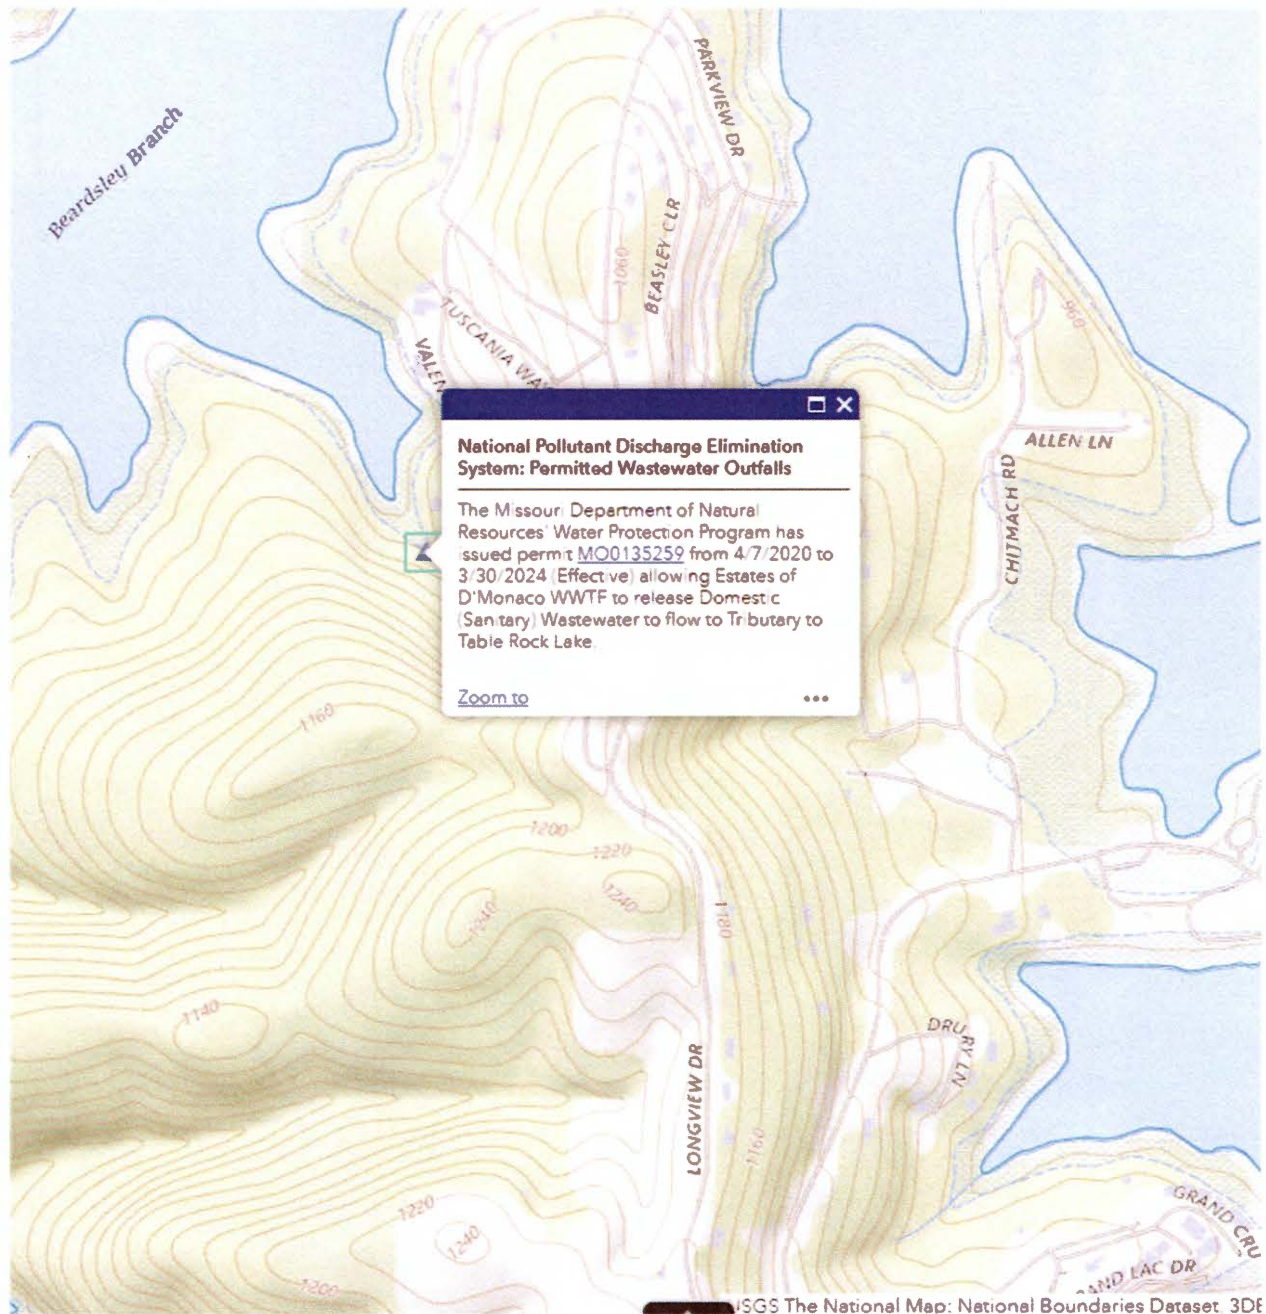 PARKVIEW DR
Beardsley Branch
BEASLEY CLR
1060
960
TUSCANIA WAY
VALEN
ALLEN LN
CHITMACH RD
National Pollutant Discharge Elimination
System: Permitted Wastewater Outfalls
The Missouri Department of Natural
Resources' Water Protection Program has
issued permit MO0135259 from 4/7/2020 to
3/30/2024 (Effective) allowing Estates of
D'Monaco WWTF to release Domestic
(Sanitary) Wastewater to flow to Tributary to
Table Rock Lake.
Zoom to
1160
1200
1220
1240
1240
1180
1140
DRURY LN
LONGVIEW DR
1160
1220
1240
1200
GRAND CRU
AND LAC DR
USGS The National Map: National Boundaries Dataset, 3DE